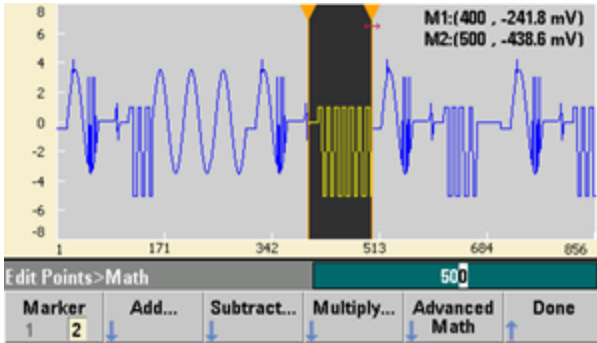 8
M1:(400 , -241.8 mV)
6
M2:(500 , -438.6 mV)
4
2
0
-2
-4
-6
-8
1 171 342 513 684 856
Edit Points>Math 500
Marker Add... Subtract... Multiply... Advanced Math Done
1 2